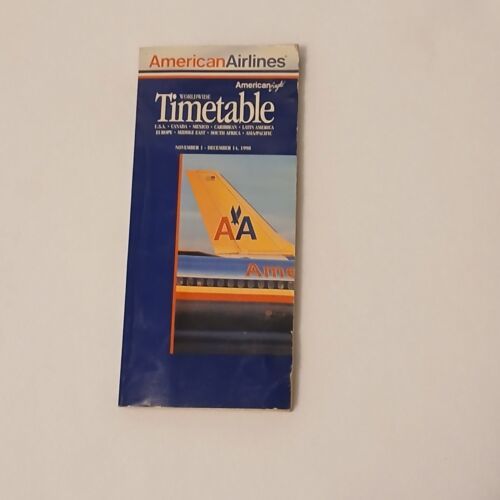 AmericanAirlines®
AmericanEagle®
WORLDWIDE
Timetable
U.S.A. • CANADA • MEXICO • CARIBBEAN • LATIN AMERICA
EUROPE • MIDDLE EAST • SOUTH AFRICA • ASIA/PACIFIC
NOVEMBER 1 - DECEMBER 14, 1998
AA
Ame